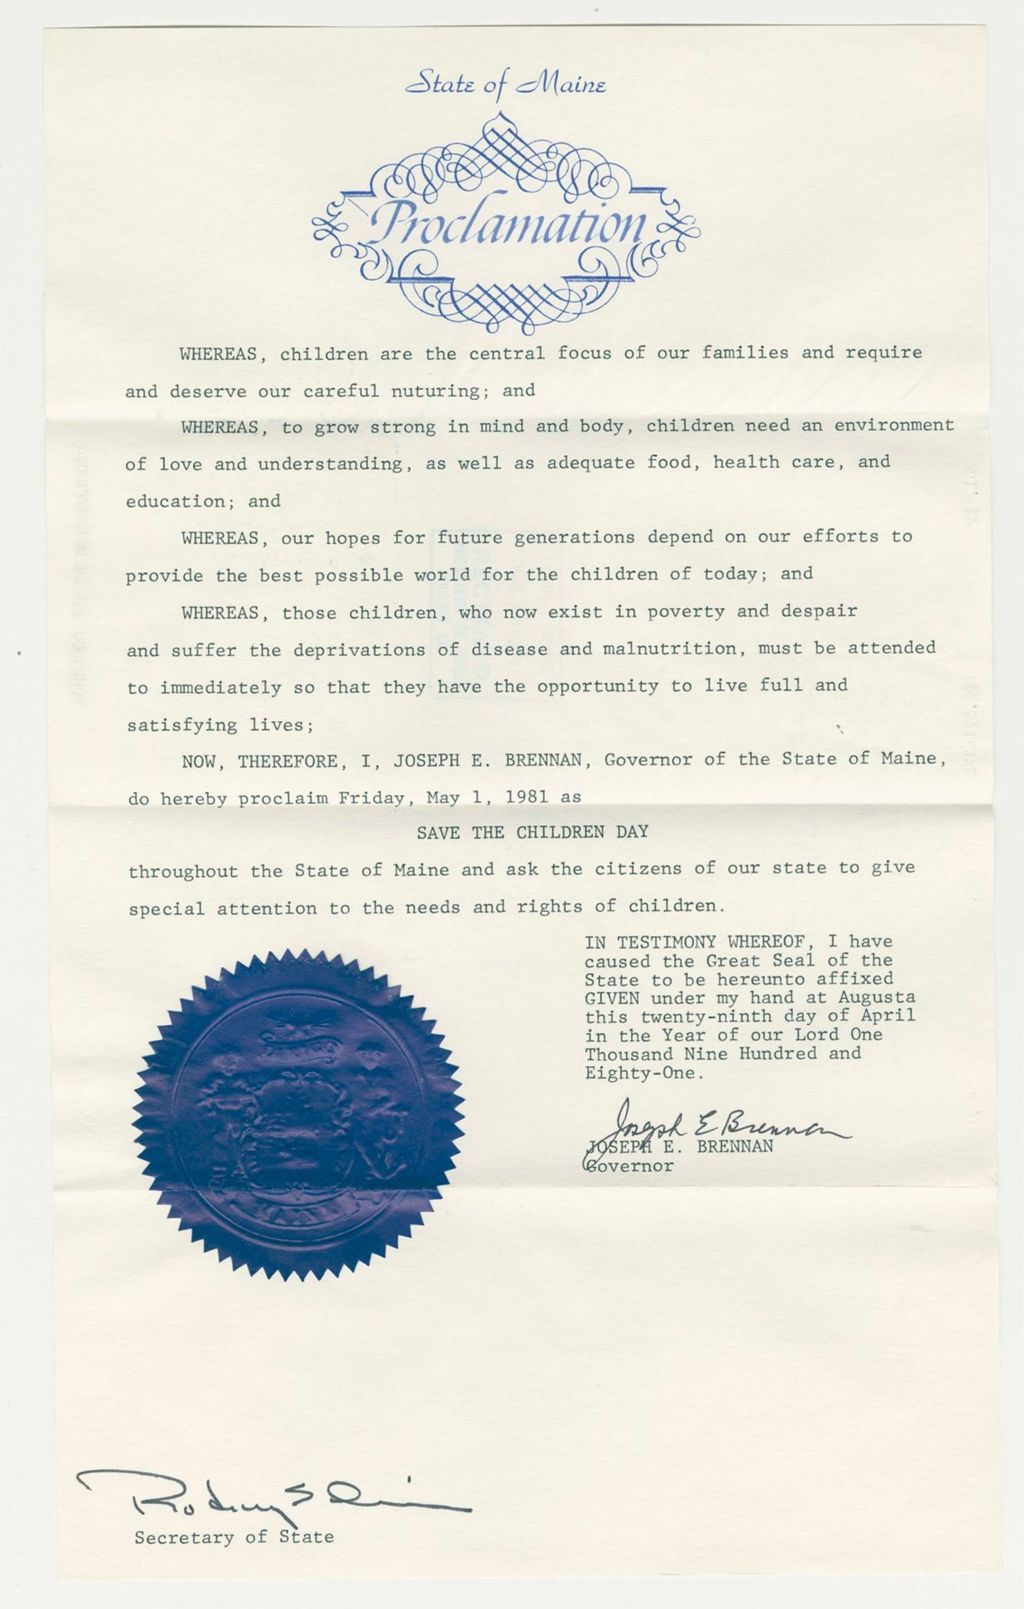 State of Maine
Proclamation
WHEREAS, children are the central focus of our families and require
and deserve our careful nuturing; and
WHEREAS, to grow strong in mind and body, children need an environment
of love and understanding, as well as adequate food, health care, and
education; and
WHEREAS, our hopes for future generations depend on our efforts to
provide the best possible world for the children of today; and
WHEREAS, those children, who now exist in poverty and despair
and suffer the deprivations of disease and malnutrition, must be attended
to immediately so that they have the opportunity to live full and
satisfying lives;
NOW, THEREFORE, I, JOSEPH E. BRENNAN, Governor of the State of Maine,
do hereby proclaim Friday, May 1, 1981 as
SAVE THE CHILDREN DAY
throughout the State of Maine and ask the citizens of our state to give
special attention to the needs and rights of children.
IN TESTIMONY WHEREOF, I have
caused the Great Seal of the
State to be hereunto affixed
GIVEN under my hand at Augusta
this twenty-ninth day of April
in the Year of our Lord One
Thousand Nine Hundred and
Eighty-One.
Joseph E Brennan
JOSEPH E. BRENNAN
Governor
Rodney S
Secretary of State